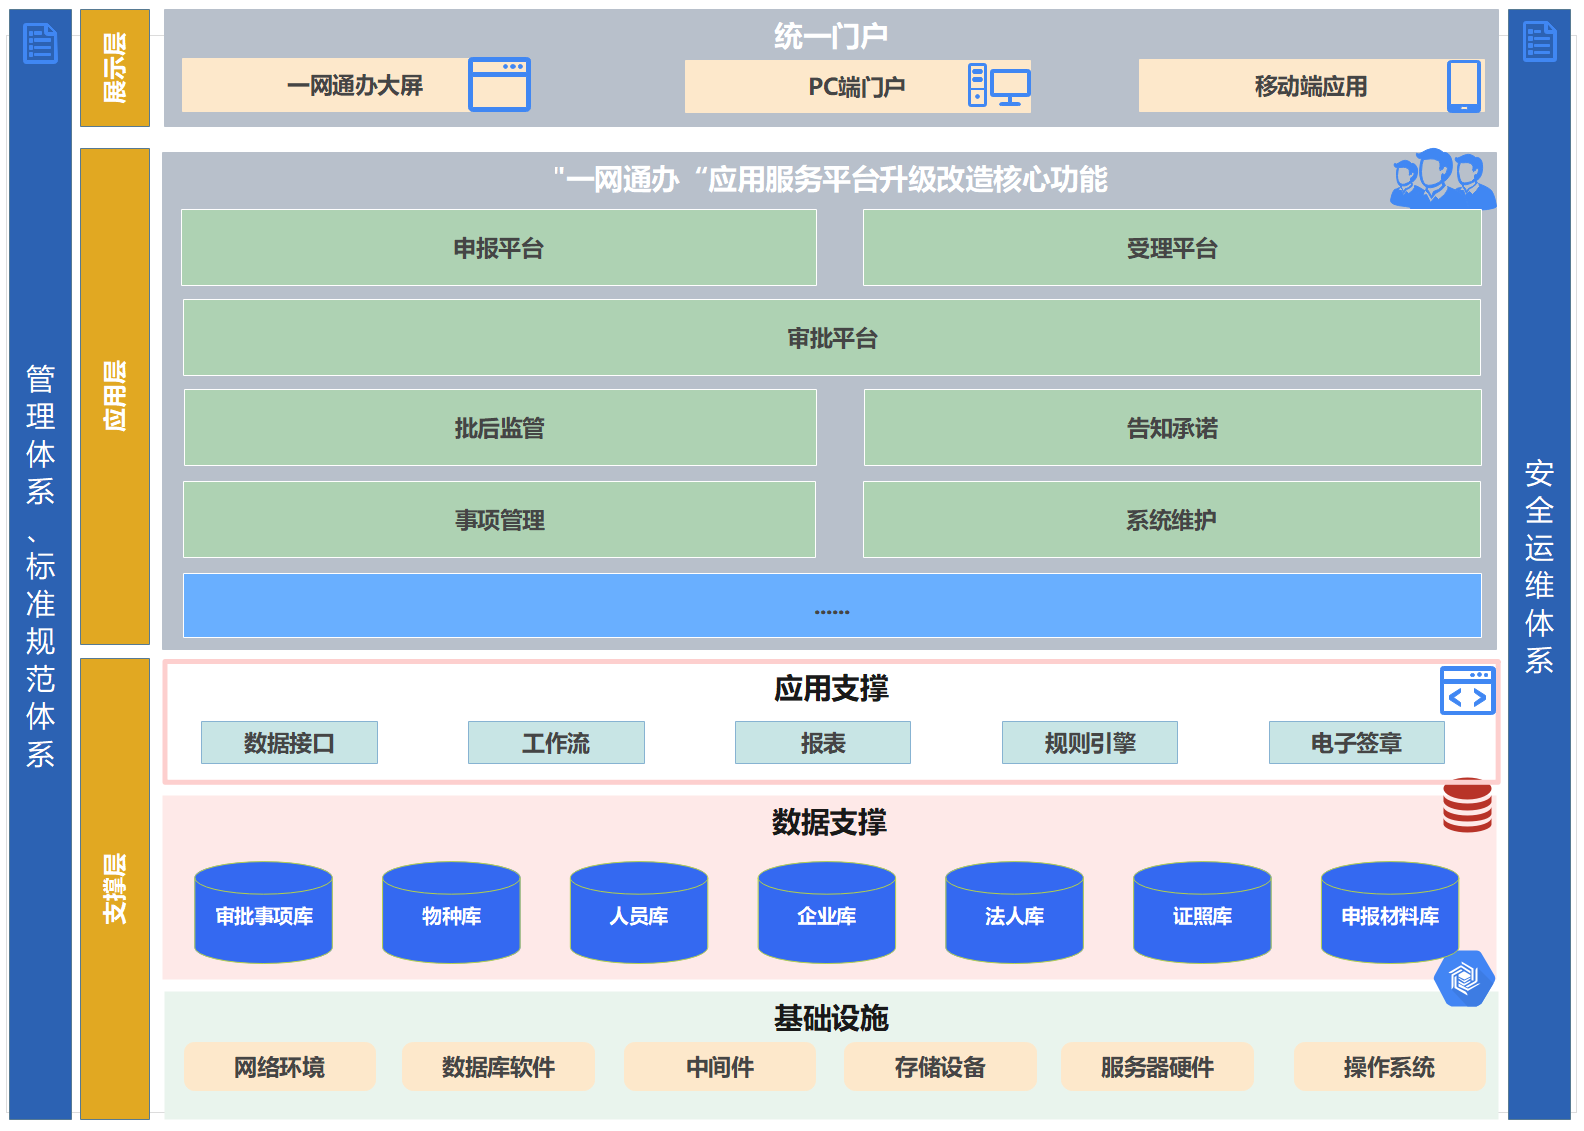 管理体系、标准规范体系
展示层
统一门户
一网通办大屏
PC端门户
移动端应用
应用层
"一网通办 “应用服务平台升级改造核心功能
申报平台
受理平台
审批平台
批后监管
告知承诺
事项管理
系统维护
......
支撑层
应用支撑
数据接口
工作流
报表
规则引擎
电子签章
数据支撑
审批事项库
物种库
人员库
企业库
法人库
证照库
申报材料库
基础设施
网络环境
数据库软件
中间件
存储设备
服务器硬件
操作系统
安全运维体系